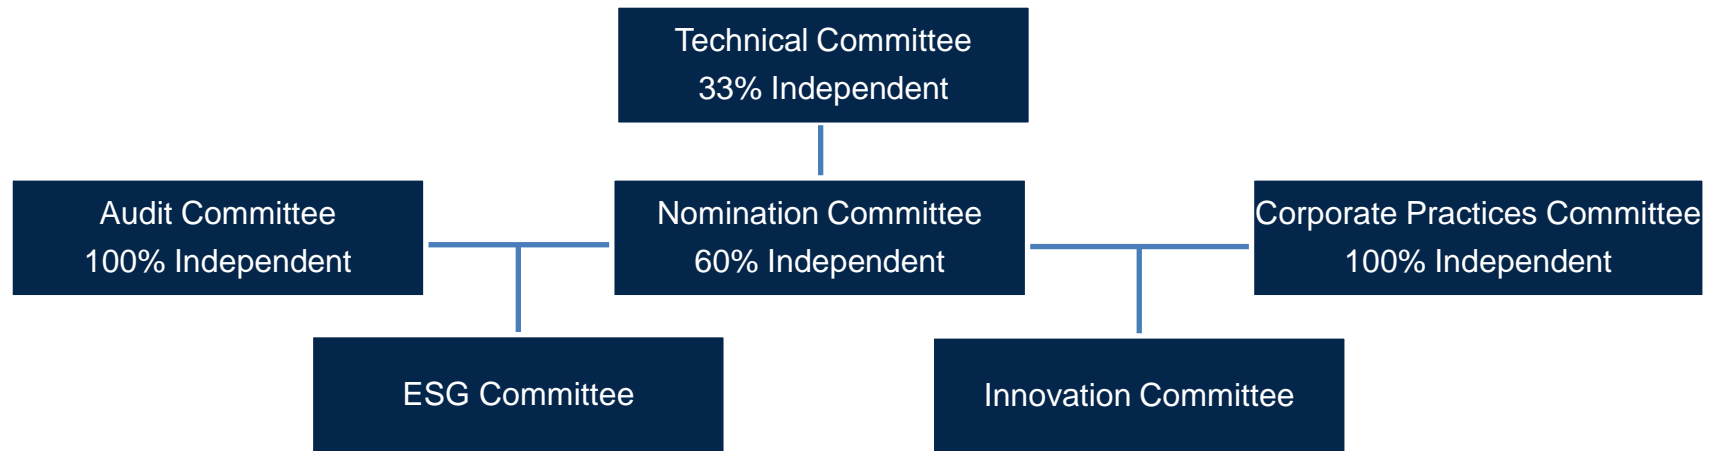 Technical Committee
33% Independent
Audit Committee
100% Independent
Nomination Committee
60% Independent
Corporate Practices Committee
100% Independent
ESG Committee
Innovation Committee